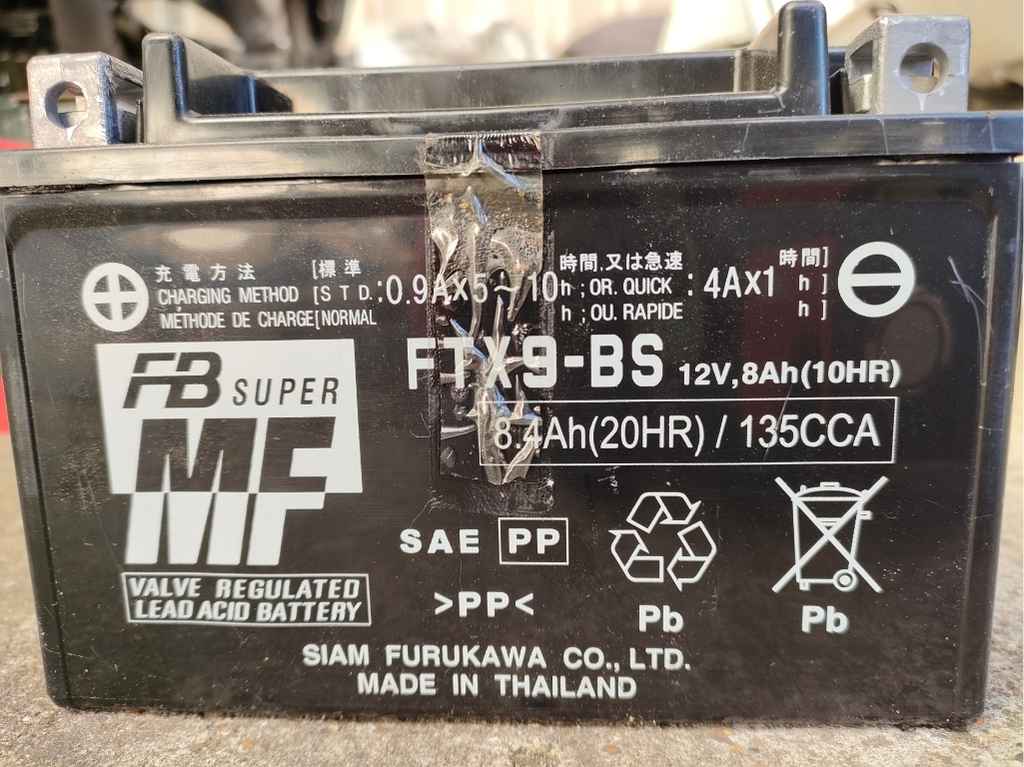 充電方法 [標準 時間.又は急速 時間]
CHARGING METHOD [S T D. :0.9A×5~10 h ;OR. QUICK :4A×1 h ]
MÉTHODE DE CHARGE[NORMAL h ;OU. RAPIDE h ]
FB SUPER
MF
FTX9-BS 12V,8Ah(10HR)
8.4Ah(20HR) / 135CCA
VALVE REGULATED
LEAD ACID BATTERY
SAE PP
>PP<
Pb
Pb
SIAM FURUKAWA CO., LTD.
MADE IN THAILAND